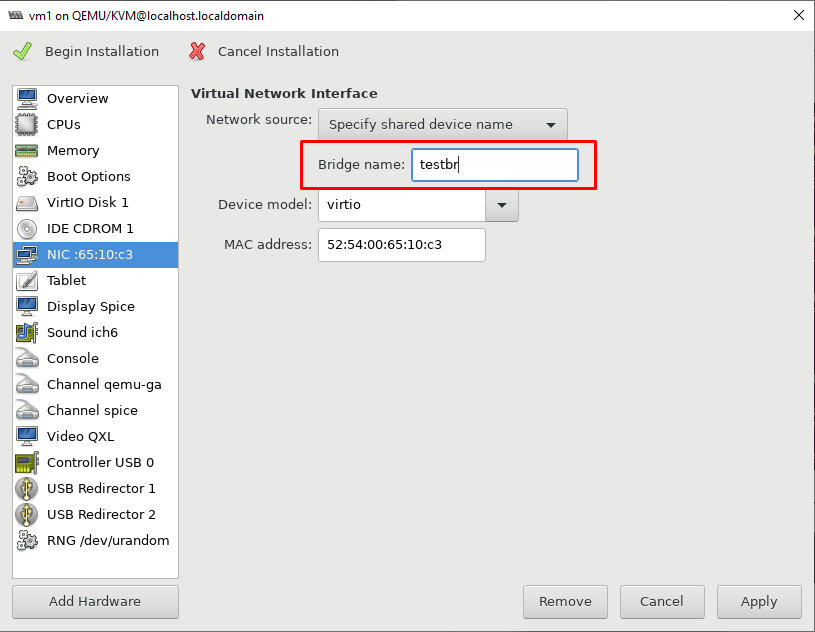 vm1 on QEMU/KVM@localhost.localdomain
Begin Installation
Cancel Installation
Overview
CPUs
Memory
Boot Options
VirtIO Disk 1
IDE CDROM 1
NIC :65:10:c3
Tablet
Display Spice
Sound ich6
Console
Channel qemu-ga
Channel spice
Video QXL
Controller USB 0
USB Redirector 1
USB Redirector 2
RNG /dev/urandom
Add Hardware
Virtual Network Interface
Network source: Specify shared device name
Bridge name: testbr
Device model: virtio
MAC address: 52:54:00:65:10:c3
Remove
Cancel
Apply